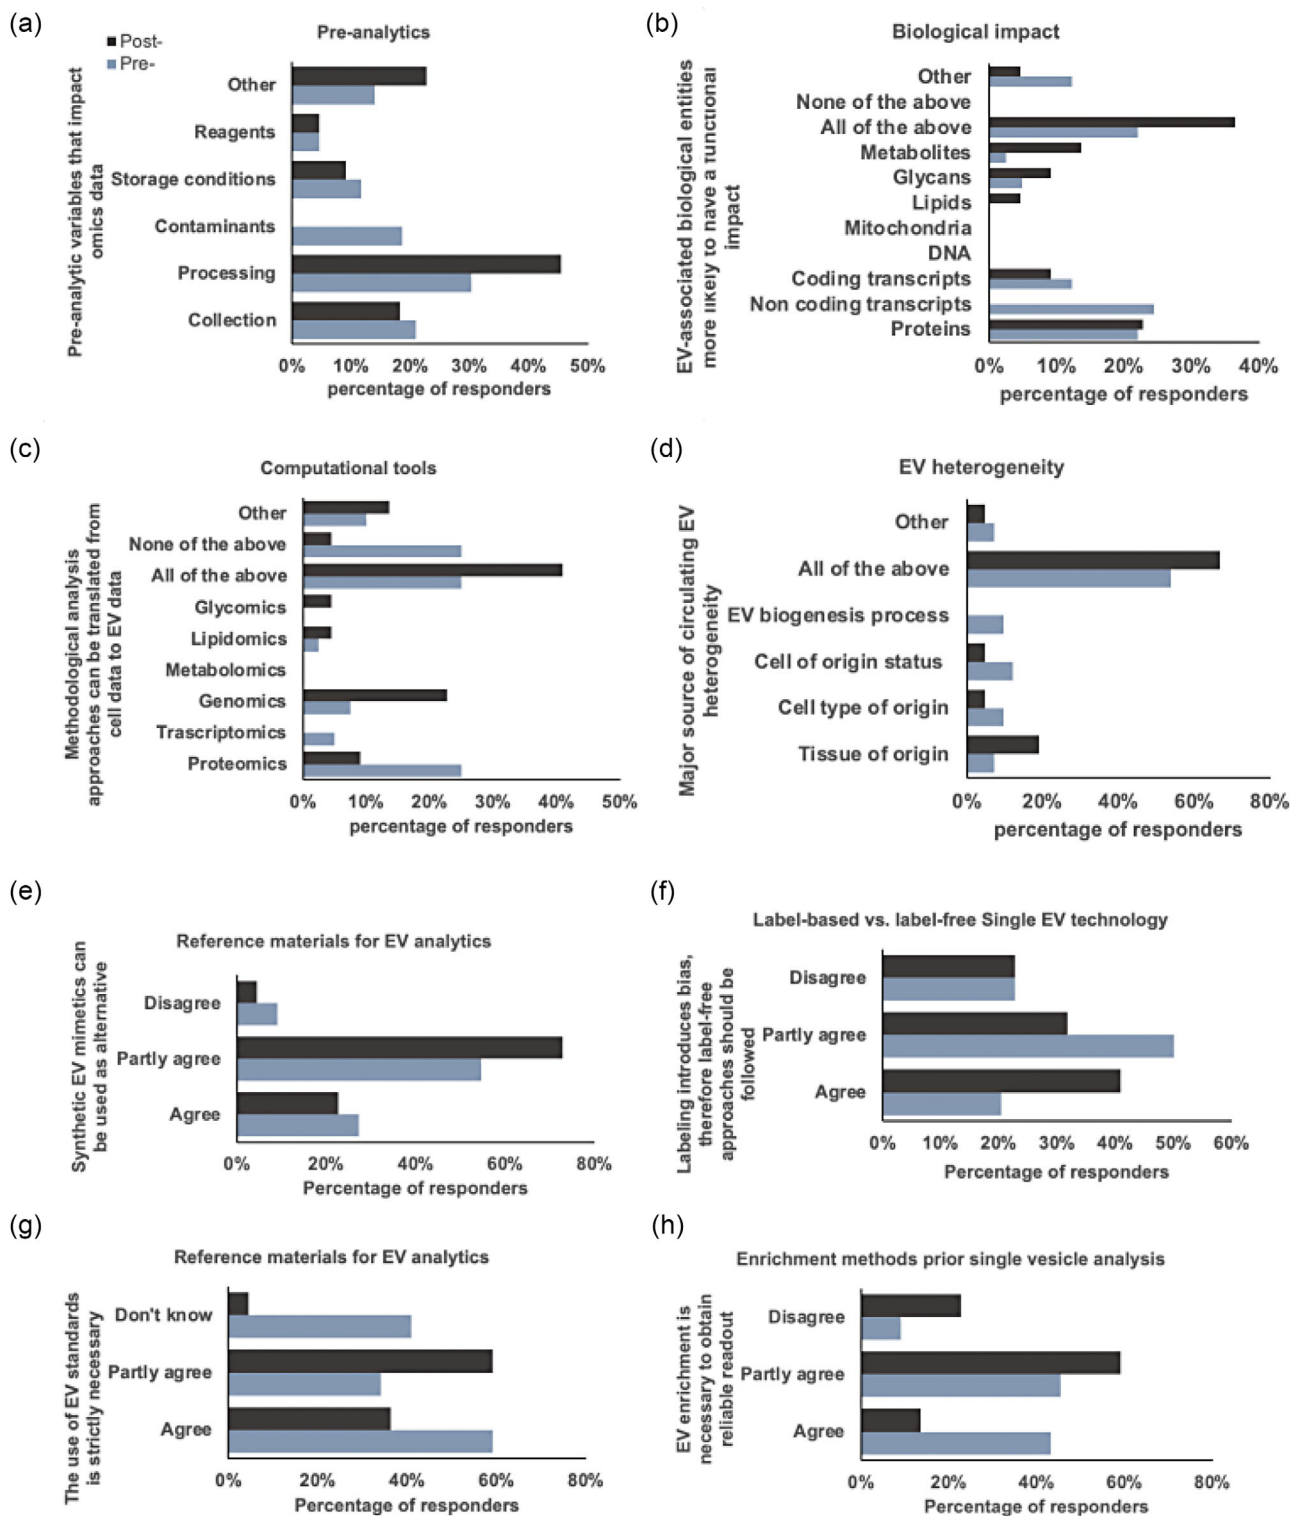 (a)
Pre-analytics
Post-
Pre-
Pre-analytic variables that impact
omics data
Other
Reagents
Storage conditions
Contaminants
Processing
Collection
0% 10% 20% 30% 40% 50%
percentage of responders
(b)
Biological impact
EV-associated biological entities
more likely to have a functional
impact
Other
None of the above
All of the above
Metabolites
Glycans
Lipids
Mitochondria
DNA
Coding transcripts
Non coding transcripts
Proteins
0% 10% 20% 30% 40%
percentage of responders
(c)
Computational tools
Methodological analysis
approaches can be translated from
cell data to EV data
Other
None of the above
All of the above
Glycomics
Lipidomics
Metabolomics
Genomics
Trascriptomics
Proteomics
0% 10% 20% 30% 40% 50%
percentage of responders
(d)
EV heterogeneity
Major source of circulating EV
heterogeneity
Other
All of the above
EV biogenesis process
Cell of origin status
Cell type of origin
Tissue of origin
0% 20% 40% 60% 80%
percentage of responders
(e)
Reference materials for EV analytics
Synthetic EV mimetics can
be used as alternative
Disagree
Partly agree
Agree
0% 20% 40% 60% 80%
Percentage of responders
(f)
Label-based vs. label-free Single EV technology
Labeling introduces bias,
therefore label-free
approaches should be
followed
Disagree
Partly agree
Agree
0% 10% 20% 30% 40% 50% 60%
Percentage of responders
(g)
Reference materials for EV analytics
The use of EV standards
is strictly necessary
Don't know
Partly agree
Agree
0% 20% 40% 60% 80%
Percentage of responders
(h)
Enrichment methods prior single vesicle analysis
EV enrichment is
necessary to obtain
reliable readout
Disagree
Partly agree
Agree
0% 20% 40% 60% 80%
Percentage of responders